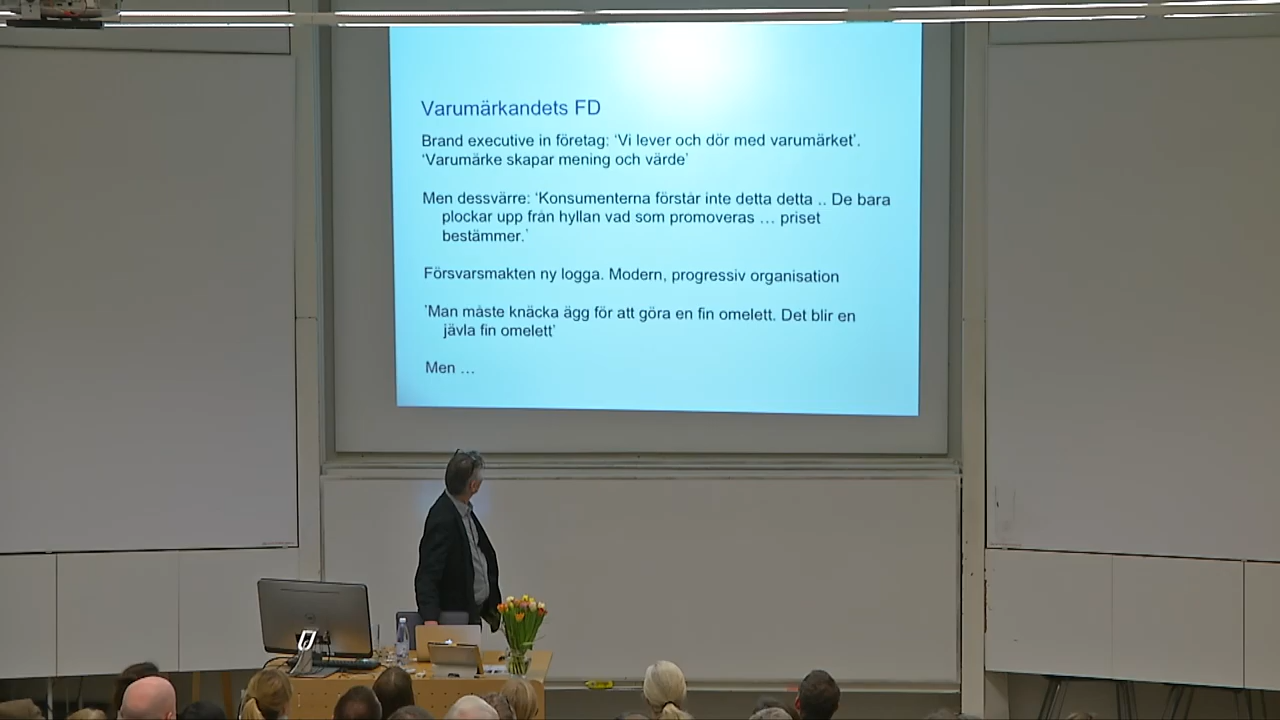 Varumärkandets FD
Brand executive in företag: ‘Vi lever och dör med varumärket’.
‘Varumärke skapar mening och värde’
Men dessvärre: ‘Konsumenterna förstår inte detta detta .. De bara
plockar upp från hyllan vad som promoveras … priset
bestämmer.’
Försvarsmakten ny logga. Modern, progressiv organisation
’Man måste knäcka ägg för att göra en fin omelett. Det blir en
jävla fin omelett’
Men …